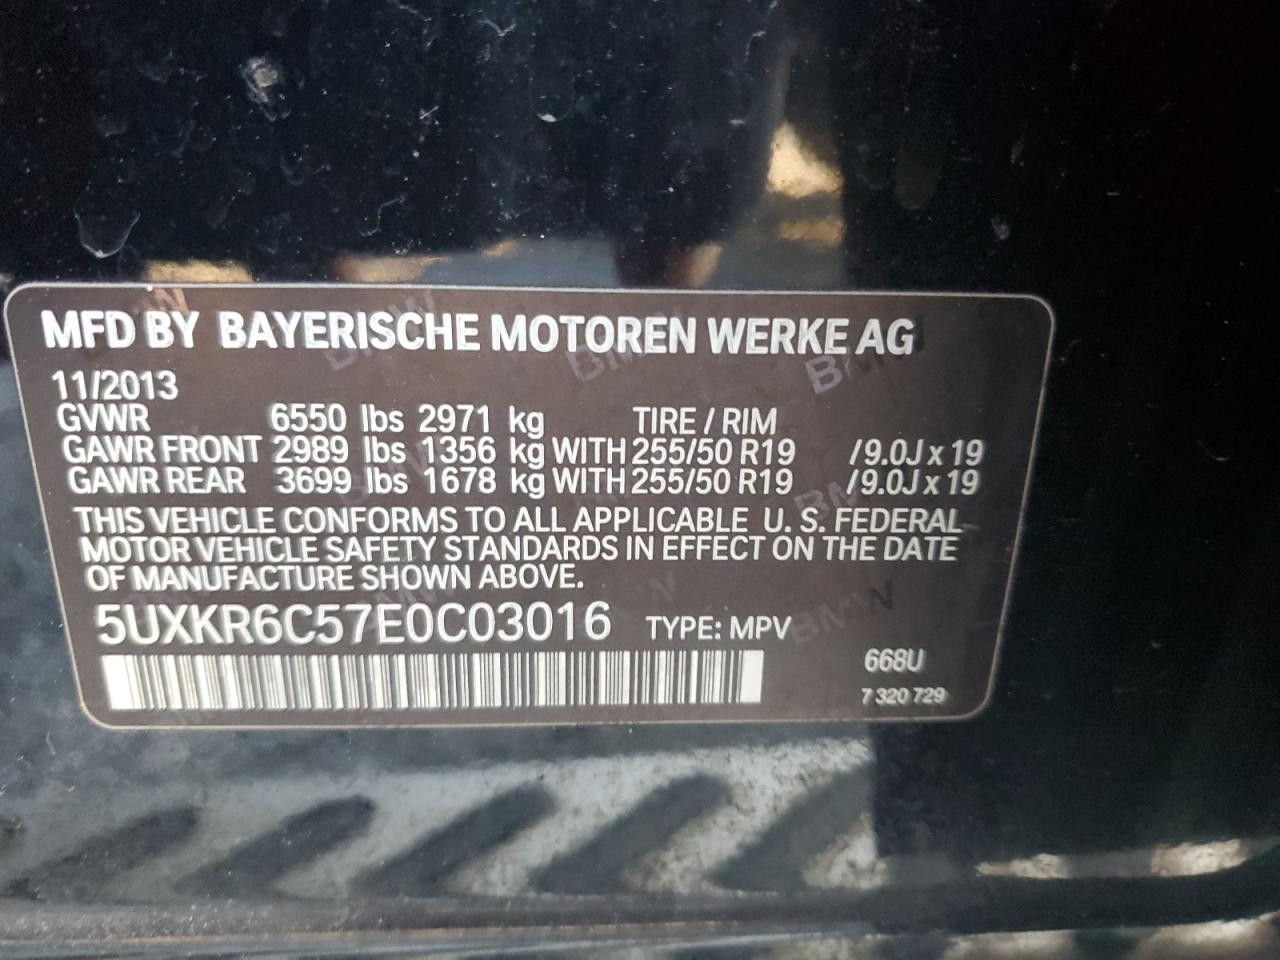 MFD BY BAYERISCHE MOTOREN WERKE AG
11/2013
GVWR 6550 lbs 2971 kg TIRE / RIM
GAWR FRONT 2989 lbs 1356 kg WITH 255/50 R19 /9.0J x 19
GAWR REAR 3699 lbs 1678 kg WITH 255/50 R19 /9.0J x 19
THIS VEHICLE CONFORMS TO ALL APPLICABLE U. S. FEDERAL
MOTOR VEHICLE SAFETY STANDARDS IN EFFECT ON THE DATE
OF MANUFACTURE SHOWN ABOVE.
5UXKR6C57E0C03016 TYPE: MPV
668U
7 320 729